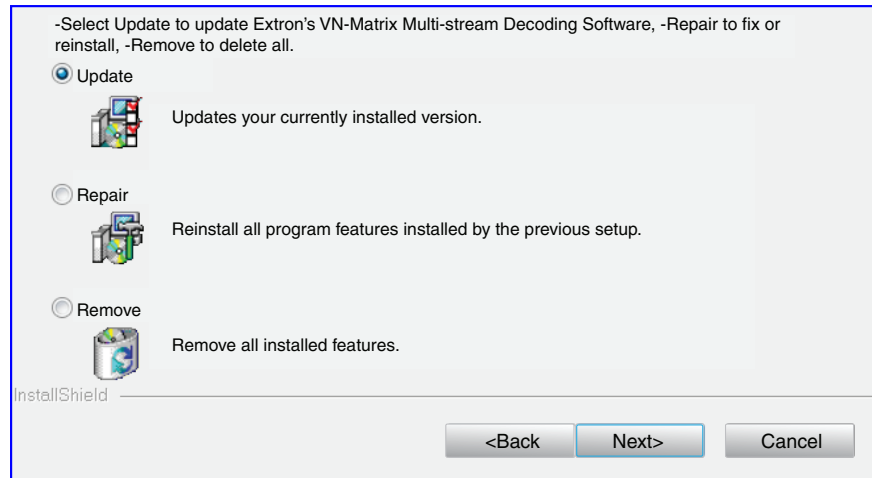 -Select Update to update Extron's VN-Matrix Multi-stream Decoding Software, -Repair to fix or
reinstall, -Remove to delete all.
Update
Updates your currently installed version.
Repair
Reinstall all program features installed by the previous setup.
Remove
Remove all installed features.
InstallShield
<Back
Next>
Cancel